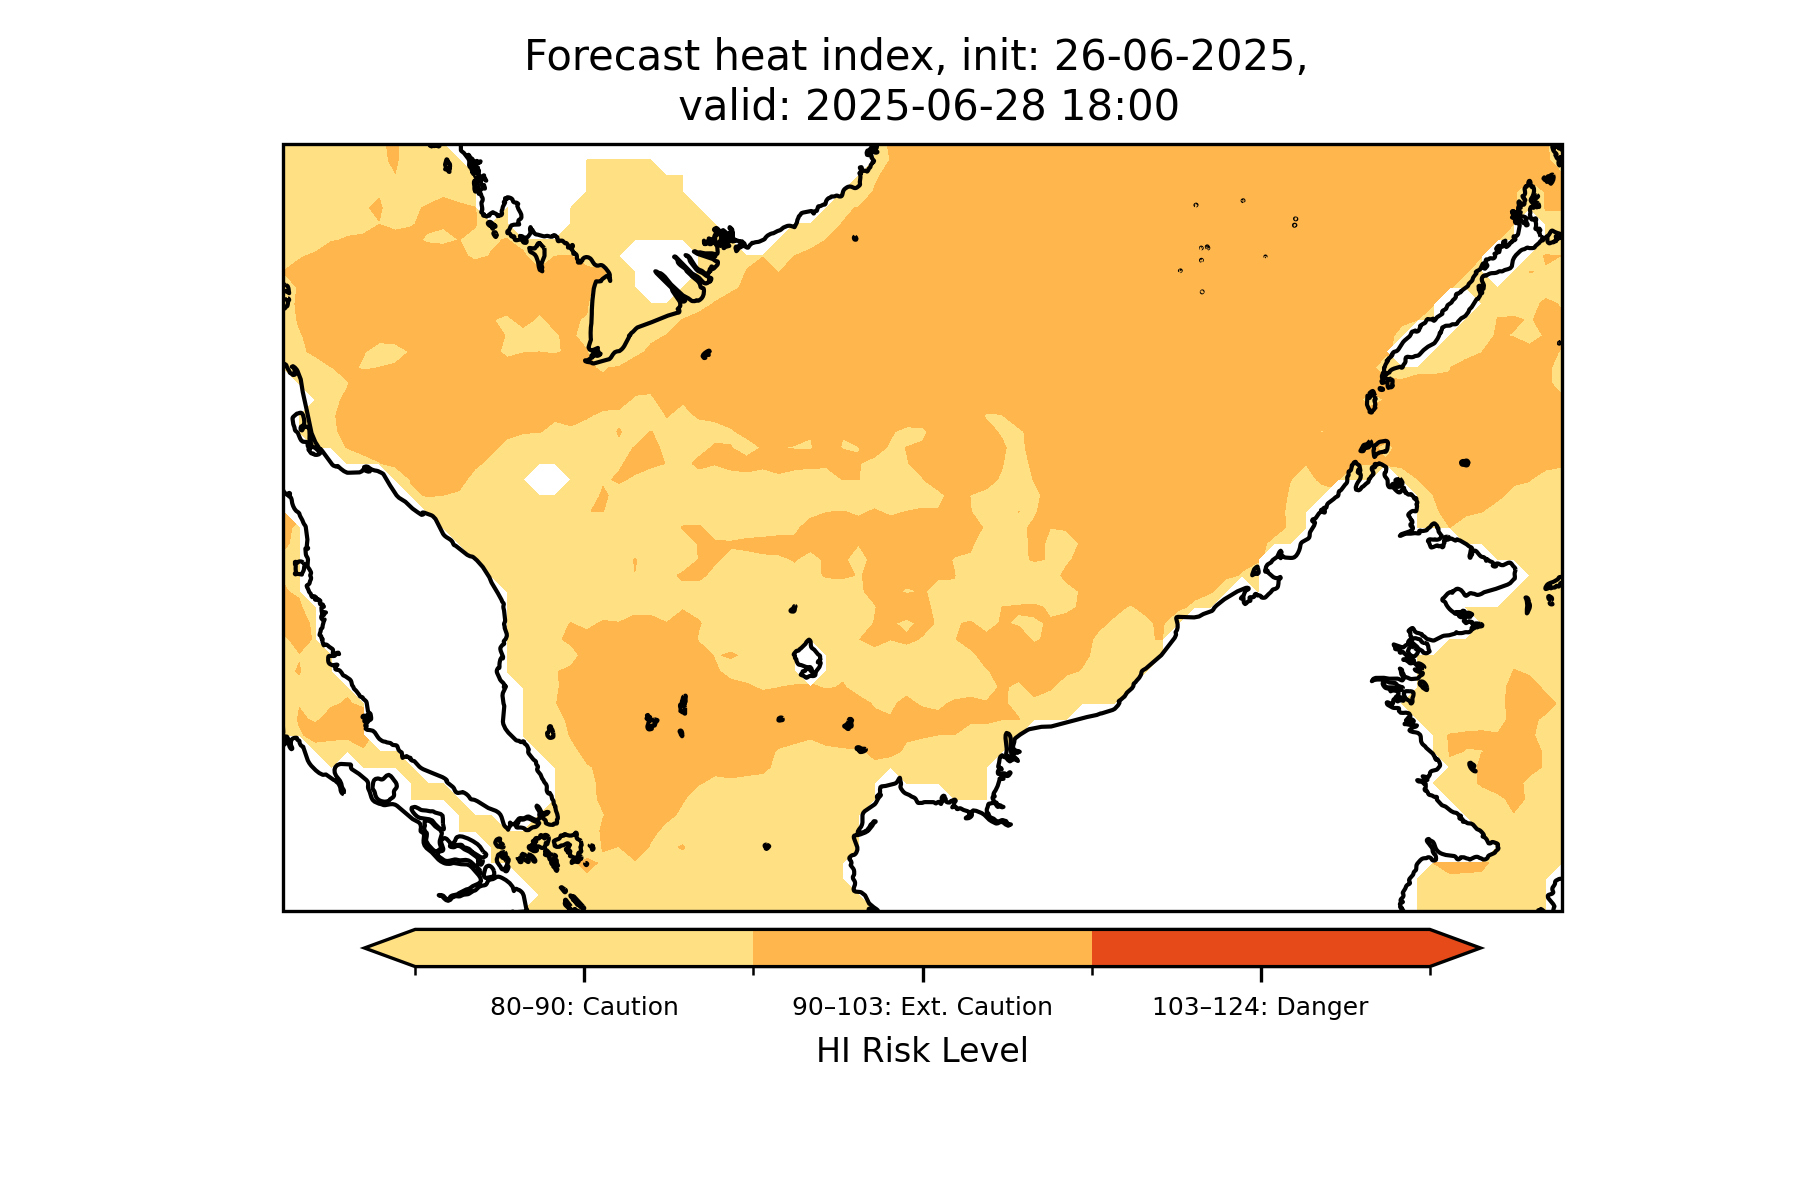 Forecast heat index, init: 26-06-2025,
valid: 2025-06-28 18:00
80–90: Caution
90–103: Ext. Caution
103–124: Danger
HI Risk Level